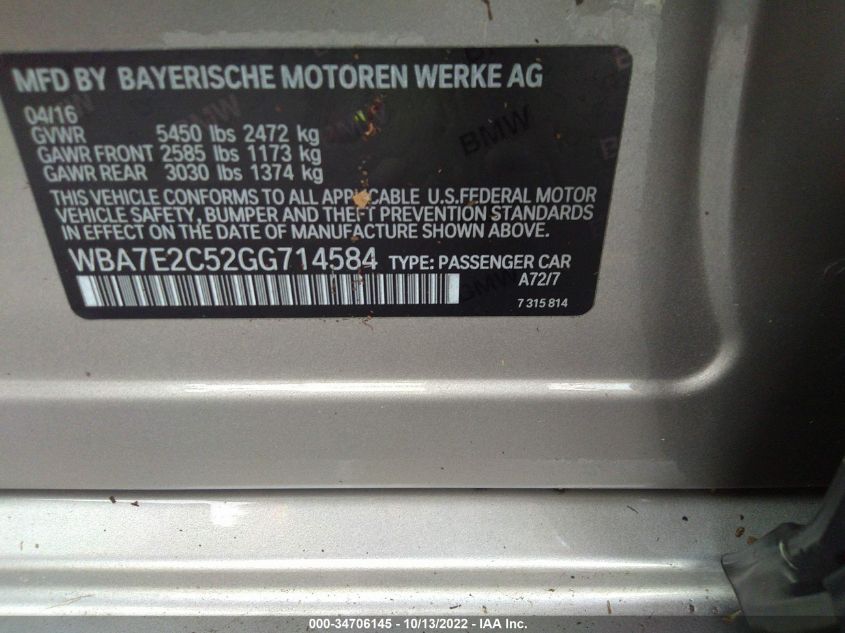 MFD BY BAYERISCHE MOTOREN WERKE AG
04/16
GVWR 5450 lbs 2472 kg
GAWR FRONT 2585 lbs 1173 kg
GAWR REAR 3030 lbs 1374 kg
THIS VEHICLE CONFORMS TO ALL APPLICABLE U.S.FEDERAL MOTOR
VEHICLE SAFETY, BUMPER AND THEFT PREVENTION STANDARDS
IN EFFECT ON THE DATE OF MANUFACTURE SHOWN ABOVE.
WBA7E2C52GG714584 TYPE: PASSENGER CAR
A72/7
7 315 814
BMW
BMW
000-34706145 - 10/13/2022 - IAA Inc.